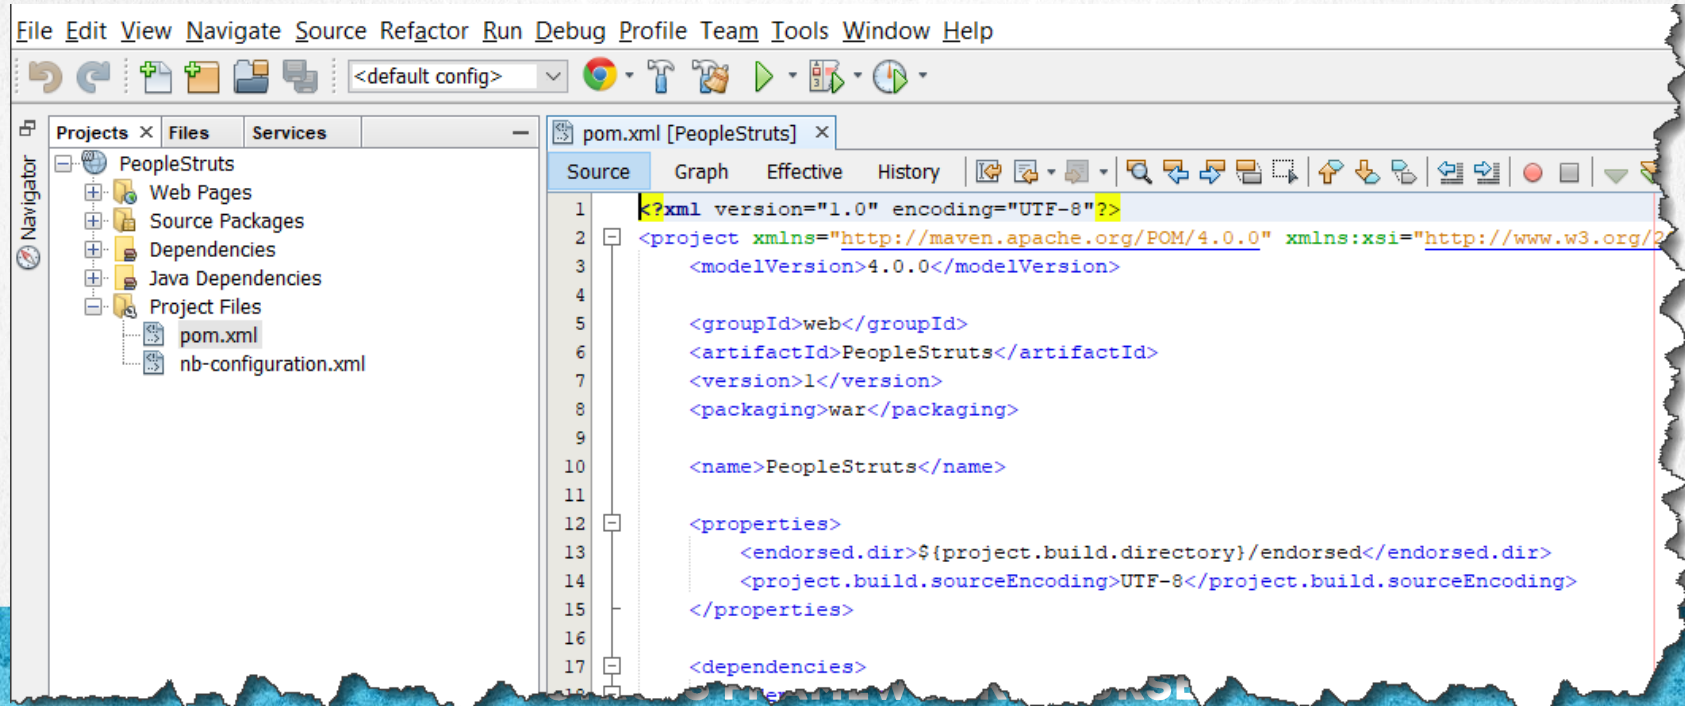 File Edit View Navigate Source Refactor Run Debug Profile Team Tools Window Help
<default config>
Projects Files Services
pom.xml [PeopleStruts]
Navigator
PeopleStruts
Web Pages
Source Packages
Dependencies
Java Dependencies
Project Files
pom.xml
nb-configuration.xml
Source Graph Effective History
1 <?xml version="1.0" encoding="UTF-8"?>
2 <project xmlns="http://maven.apache.org/POM/4.0.0" xmlns:xsi="http://www.w3.org/2
3 <modelVersion>4.0.0</modelVersion>
4
5 <groupId>web</groupId>
6 <artifactId>PeopleStruts</artifactId>
7 <version>1</version>
8 <packaging>war</packaging>
9
10 <name>PeopleStruts</name>
11
12 <properties>
13 <endorsed.dir>${project.build.directory}/endorsed</endorsed.dir>
14 <project.build.sourceEncoding>UTF-8</project.build.sourceEncoding>
15 </properties>
16
17 <dependencies>